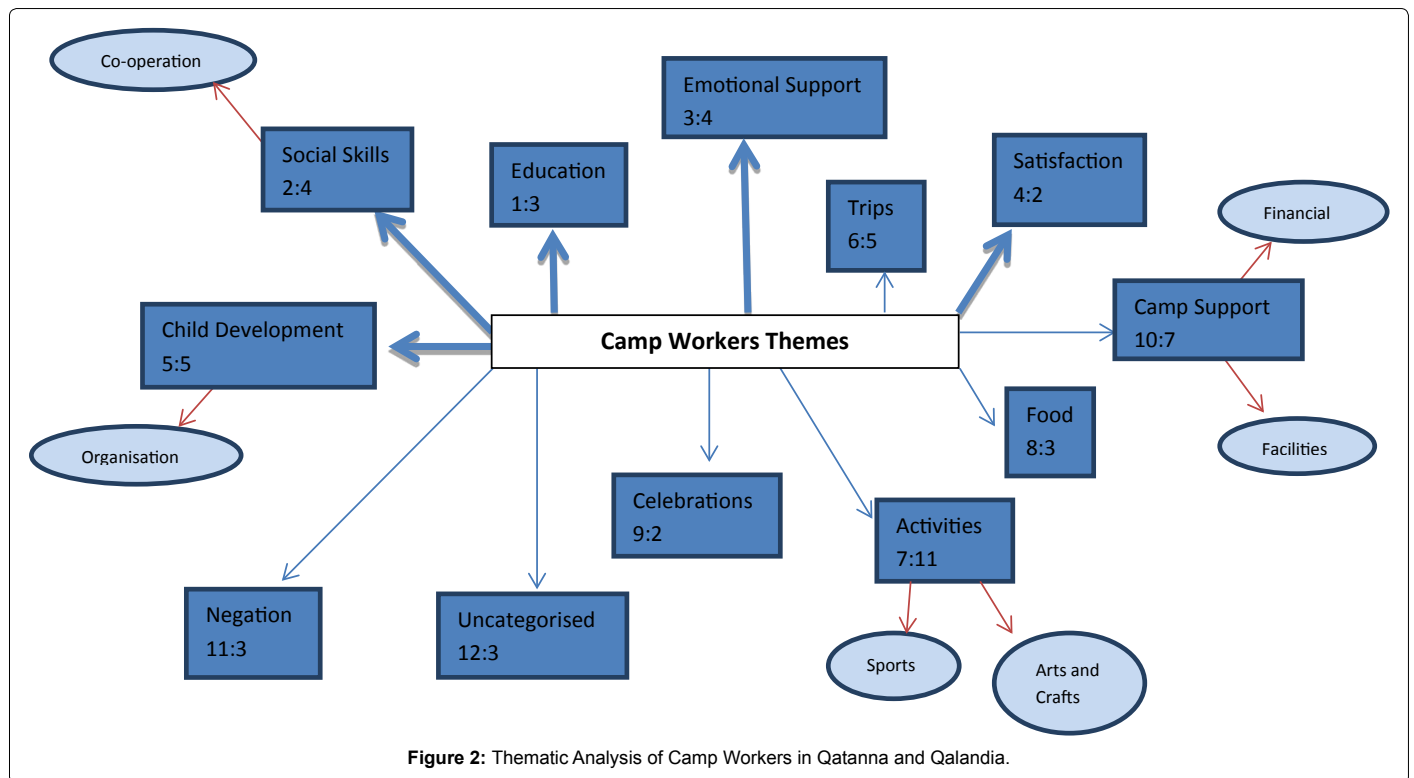 Co-operation
Emotional Support
3:4
Social Skills
2:4
Education
1:3
Satisfaction
4:2
Trips
6:5
Financial
Child Development
5:5
Camp Workers Themes
Camp Support
10:7
Organisation
Food
8:3
Facilities
Celebrations
9:2
Activities
7:11
Negation
11:3
Uncategorised
12:3
Sports
Arts and
Crafts
Figure 2: Thematic Analysis of Camp Workers in Qatanna and Qalandia.